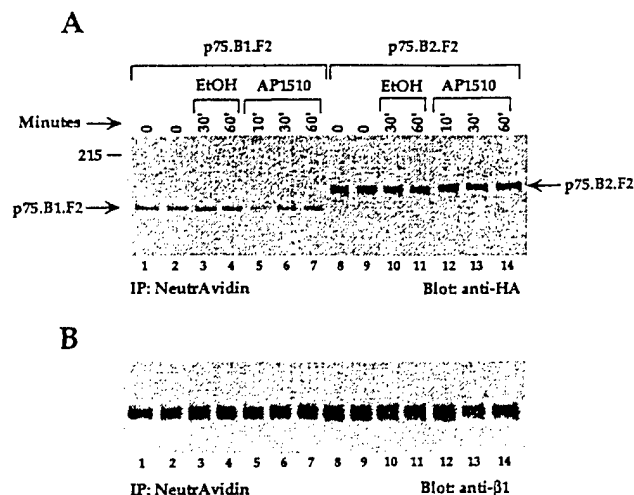 A
p75.B1.F2 p75.B2.F2
EtOH AP1510 EtOH AP1510
Minutes → 0 0 30' 60' 10' 30' 60' 0 0 30' 60' 10' 30' 60'
215 —
p75.B2.F2
p75.B1.F2
1 2 3 4 5 6 7 8 9 10 11 12 13 14
IP: NeutrAvidin Blot: anti-HA
B
1 2 3 4 5 6 7 8 9 10 11 12 13 14
IP: NeutrAvidin Blot: anti-β1